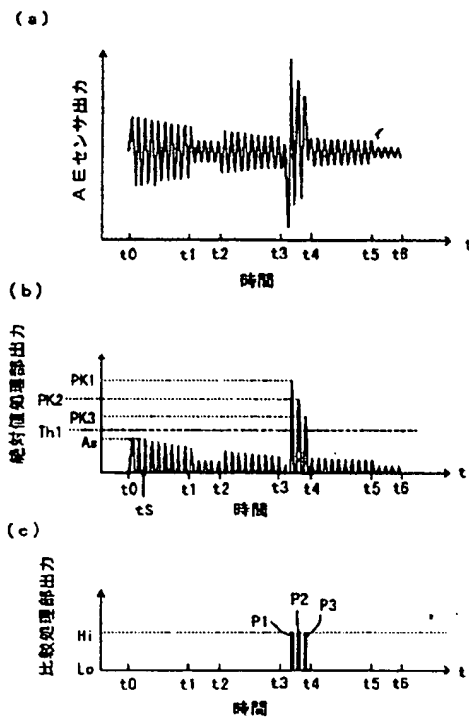 (a)
AEセンサ出力
t0 t1 t2 t3 t4 t5 t6 t
時間
(b)
絶対値処理部出力
PK1
PK2
PK3
Th1
As
t0 t1 t2 t3 t4 t5 t6 t
tS
時間
(c)
比較処理部出力
P1 P2 P3
Hi
Lo
t0 t1 t2 t3 t4 t5 t6 t
時間